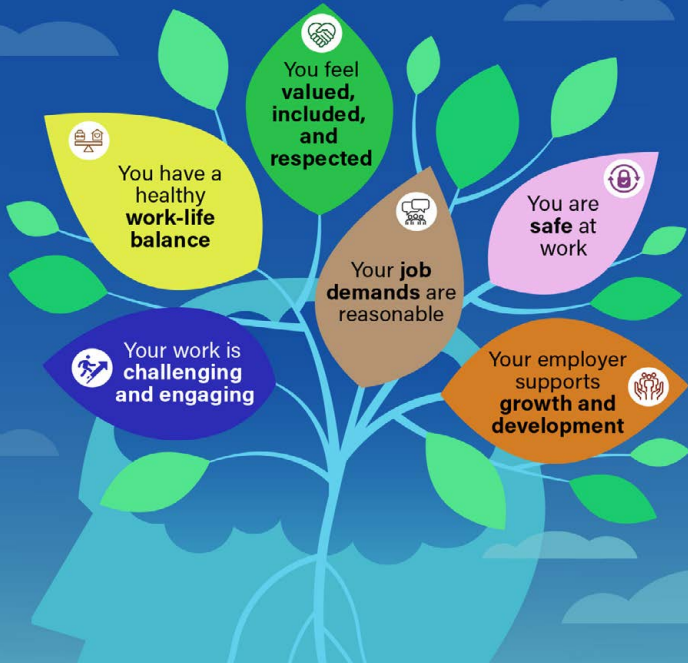 You feel
valued,
included,
and
respected
You have a
healthy
work-life
balance
You are
safe at
work
Your job
demands are
reasonable
Your work is
challenging
and engaging
Your employer
supports
growth and
development